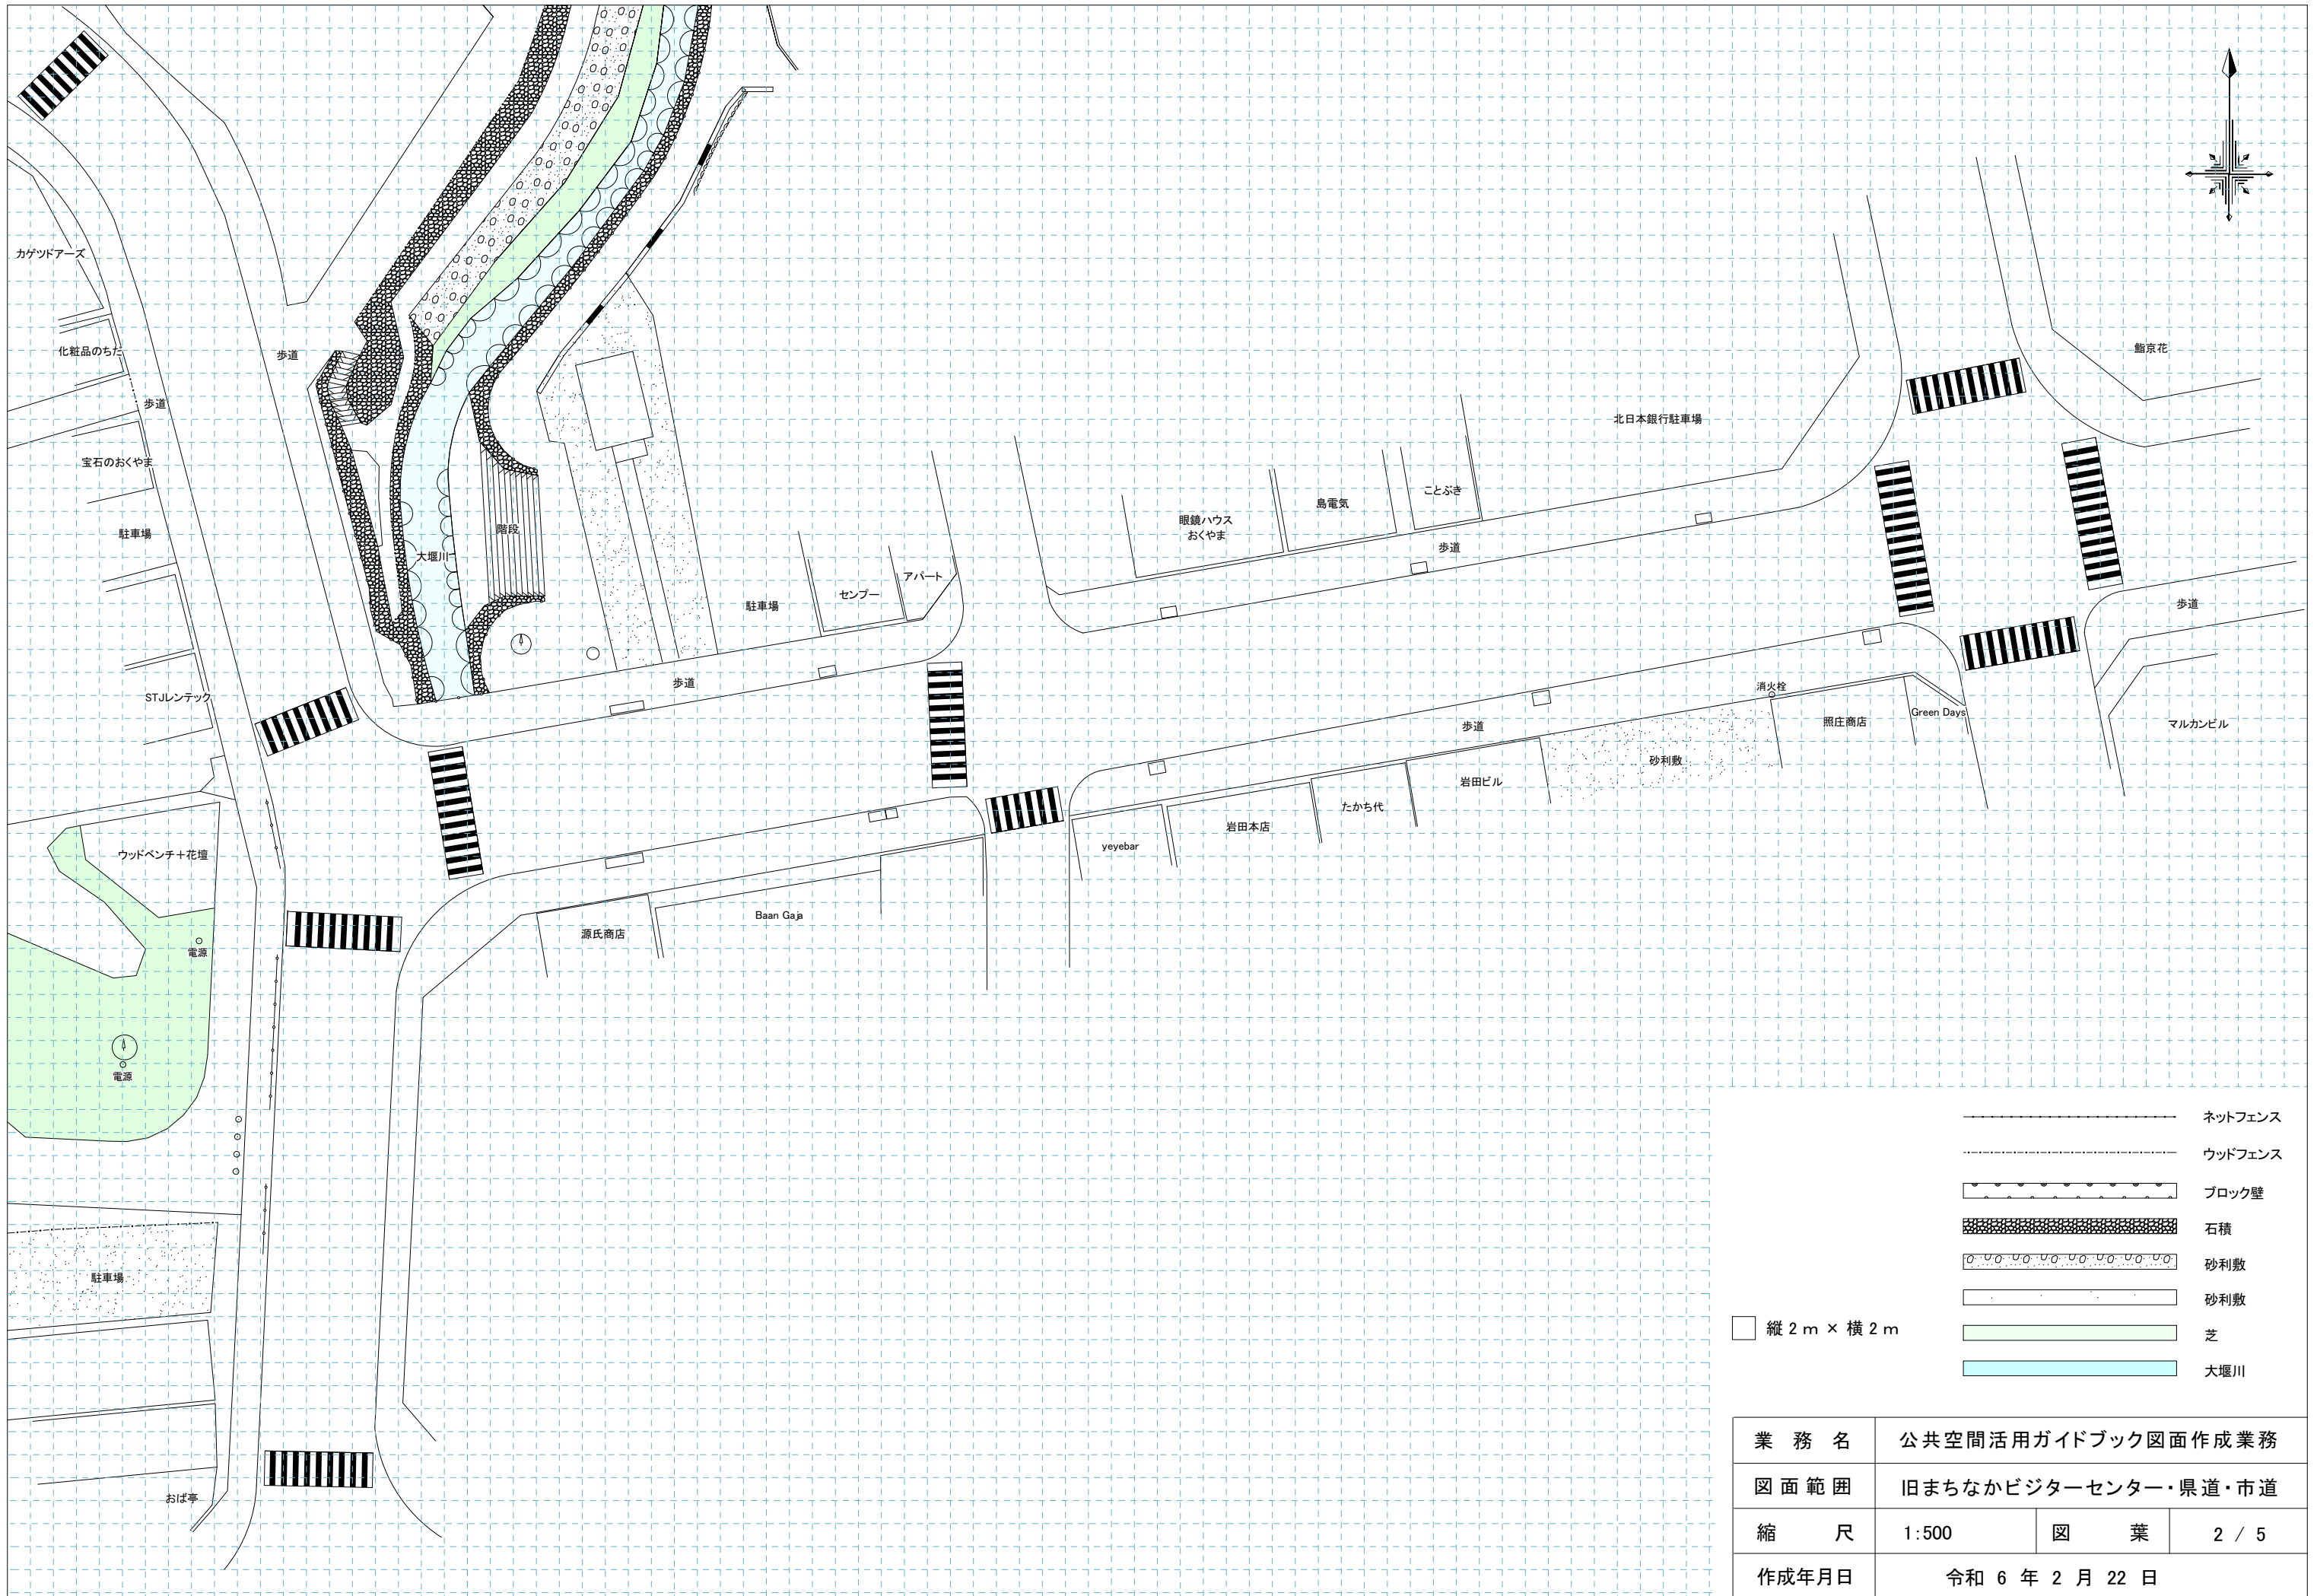 カゲツドアーズ
化粧品のちだ
歩道
歩道
宝石のおくやま
駐車場
大堰川
階段
STJレンテック
駐車場
センブー
アパート
歩道
眼鏡ハウス
おくやま
島電気
ことぶき
歩道
北日本銀行駐車場
鮨京花
歩道
消火栓
歩道
砂利敷
照庄商店
Green Days
マルカンビル
岩田ビル
たかち代
岩田本店
yeyebar
Baan Gaja
源氏商店
ウッドベンチ＋花壇
電源
電源
駐車場
おば亭
ネットフェンス
ウッドフェンス
ブロック壁
石積
砂利敷
砂利敷
芝
大堰川
縦2m×横2m
業務名 公共空間活用ガイドブック図面作成業務
図面範囲 旧まちなかビジターセンター・県道・市道
縮尺 1:500 図葉 2 / 5
作成年月日 令和 6 年 2 月 22 日